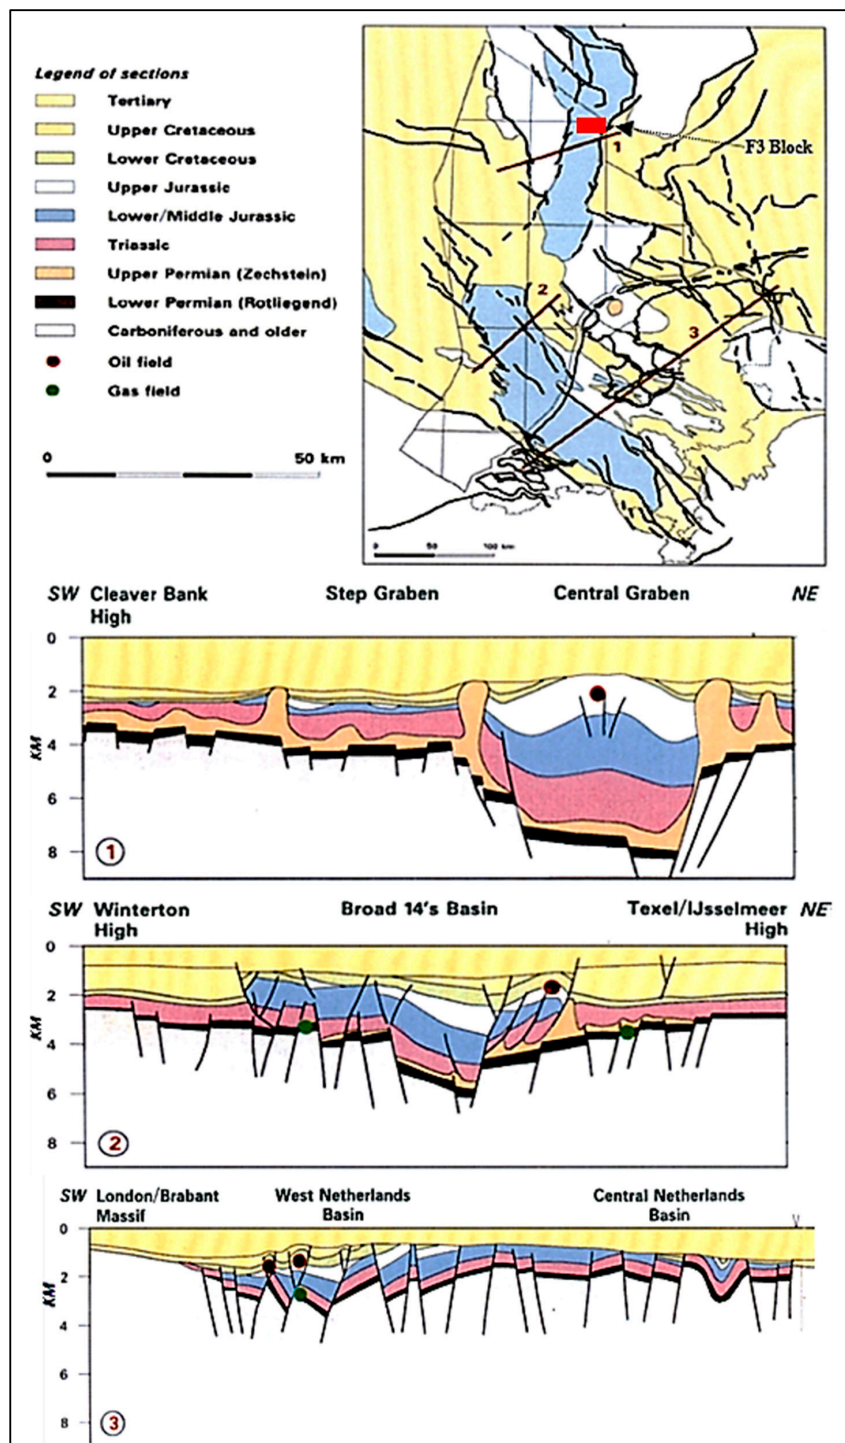 Legend of sections
Tertiary
Upper Cretaceous
Lower Cretaceous
Upper Jurassic
Lower/Middle Jurassic
Triassic
Upper Permian (Zechstein)
Lower Permian (Rotliegend)
Carboniferous and older
Oil field
Gas field
0 50 km
F3 Block
1
2
3
0 50 100 km
SW Cleaver Bank High Step Graben Central Graben NE
0
2
4
6
8
KM
1
SW Winterton High Broad 14's Basin Texel/IJsselmeer High NE
0
2
4
6
8
KM
2
SW London/Brabant Massif West Netherlands Basin Central Netherlands Basin
0
2
4
6
8
KM
3